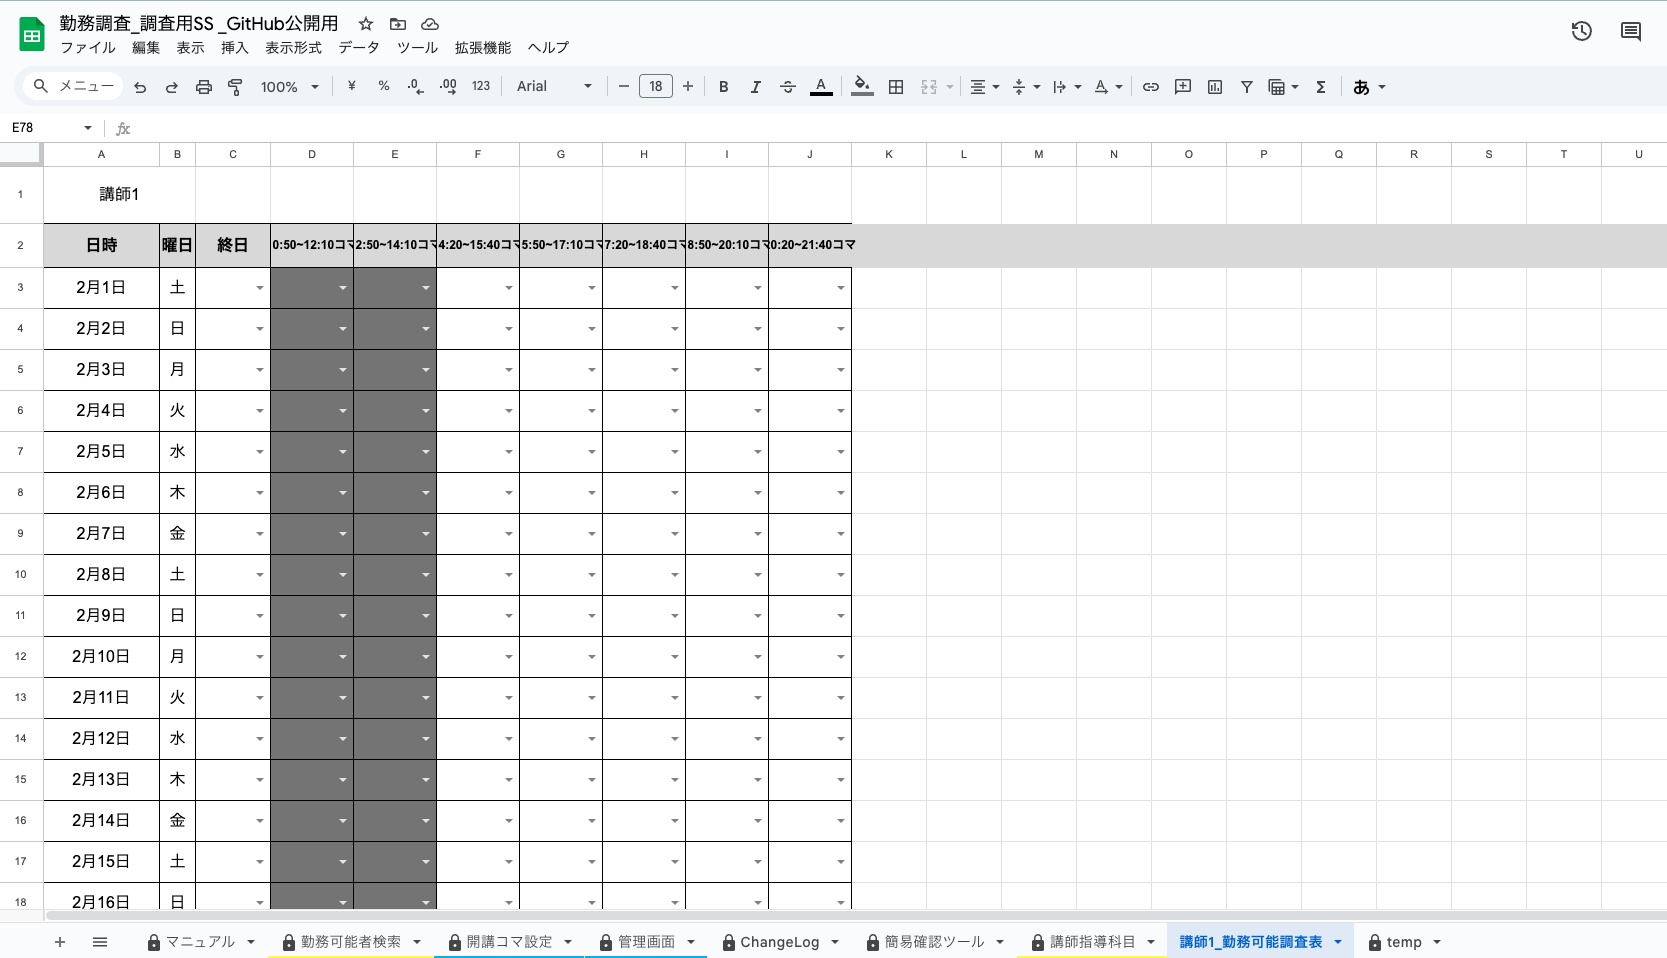 勤務調査_調査用SS _GitHub公開用
ファイル 編集 表示 挿入 表示形式 データ ツール 拡張機能 ヘルプ
メニュー 100% ¥ % .0 .00 123 Arial 18 B I A あ
E78 fx
A B C D E F G H I J K L M N O P Q R S T U
1 講師1
2 日時 曜日 終日 0:50~12:10コマ 2:50~14:10コマ 4:20~15:40コマ 5:50~17:10コマ 7:20~18:40コマ 8:50~20:10コマ 0:20~21:40コマ
3 2月1日 土
4 2月2日 日
5 2月3日 月
6 2月4日 火
7 2月5日 水
8 2月6日 木
9 2月7日 金
10 2月8日 土
11 2月9日 日
12 2月10日 月
13 2月11日 火
14 2月12日 水
15 2月13日 木
16 2月14日 金
17 2月15日 土
18 2月16日 日
マニュアル 勤務可能者検索 開講コマ設定 管理画面 ChangeLog 簡易確認ツール 講師指導科目 講師1_勤務可能調査表 temp